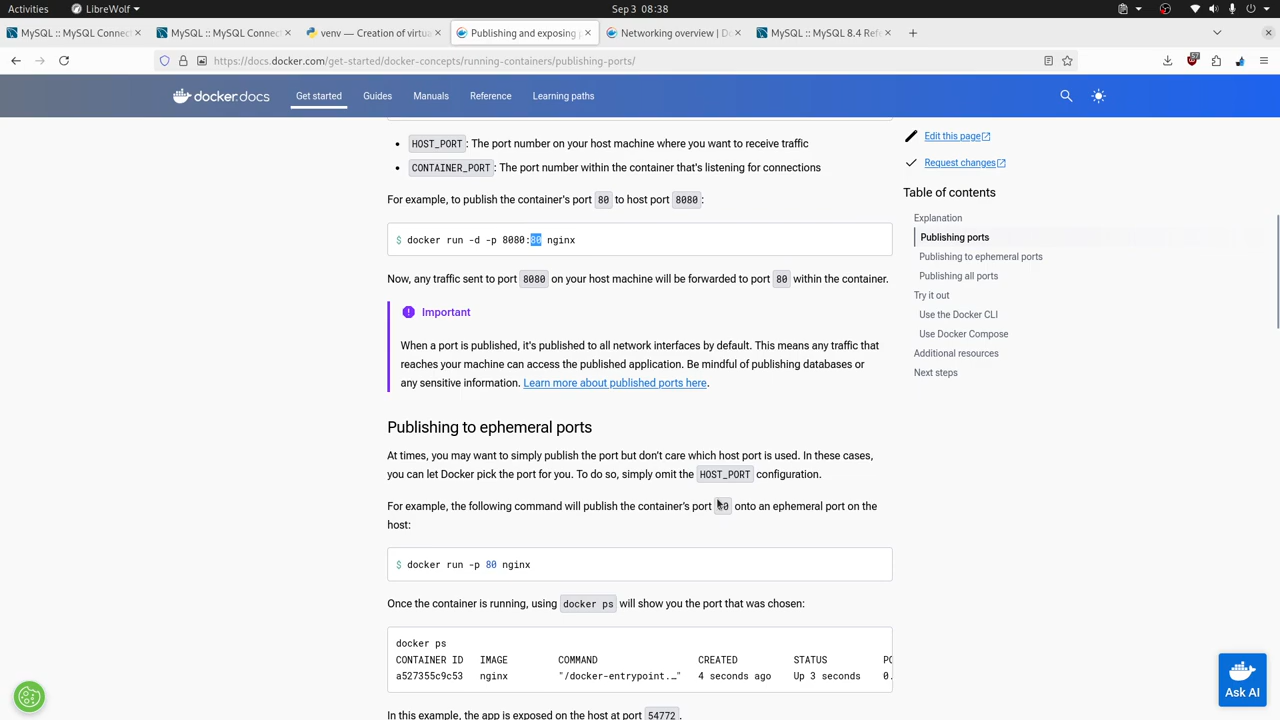 Activities
LibreWolf
Sep 3 08:38
MySQL :: MySQL Connec
MySQL :: MySQL Connec
venv — Creation of virtua
Publishing and exposing
Networking overview | Do
MySQL :: MySQL 8.4 Refe
https://docs.docker.com/get-started/docker-concepts/running-containers/publishing-ports/
57
docker.docs
Get started
Guides
Manuals
Reference
Learning paths
HOST_PORT: The port number on your host machine where you want to receive traffic
CONTAINER_PORT: The port number within the container that's listening for connections
For example, to publish the container's port 80 to host port 8080:
$ docker run -d -p 8080:80 nginx
Now, any traffic sent to port 8080 on your host machine will be forwarded to port 80 within the container.
Important
When a port is published, it's published to all network interfaces by default. This means any traffic that
reaches your machine can access the published application. Be mindful of publishing databases or
any sensitive information. Learn more about published ports here.
Publishing to ephemeral ports
At times, you may want to simply publish the port but don't care which host port is used. In these cases,
you can let Docker pick the port for you. To do so, simply omit the HOST_PORT configuration.
For example, the following command will publish the container's port 80 onto an ephemeral port on the
host:
$ docker run -p 80 nginx
Once the container is running, using docker ps will show you the port that was chosen:
docker ps
CONTAINER ID IMAGE COMMAND CREATED STATUS PO
a527355c9c53 nginx "/docker-entrypoint.…" 4 seconds ago Up 3 seconds 0.
In this example, the app is exposed on the host at port 54772.
Edit this page
Request changes
Table of contents
Explanation
Publishing ports
Publishing to ephemeral ports
Publishing all ports
Try it out
Use the Docker CLI
Use Docker Compose
Additional resources
Next steps
Ask AI